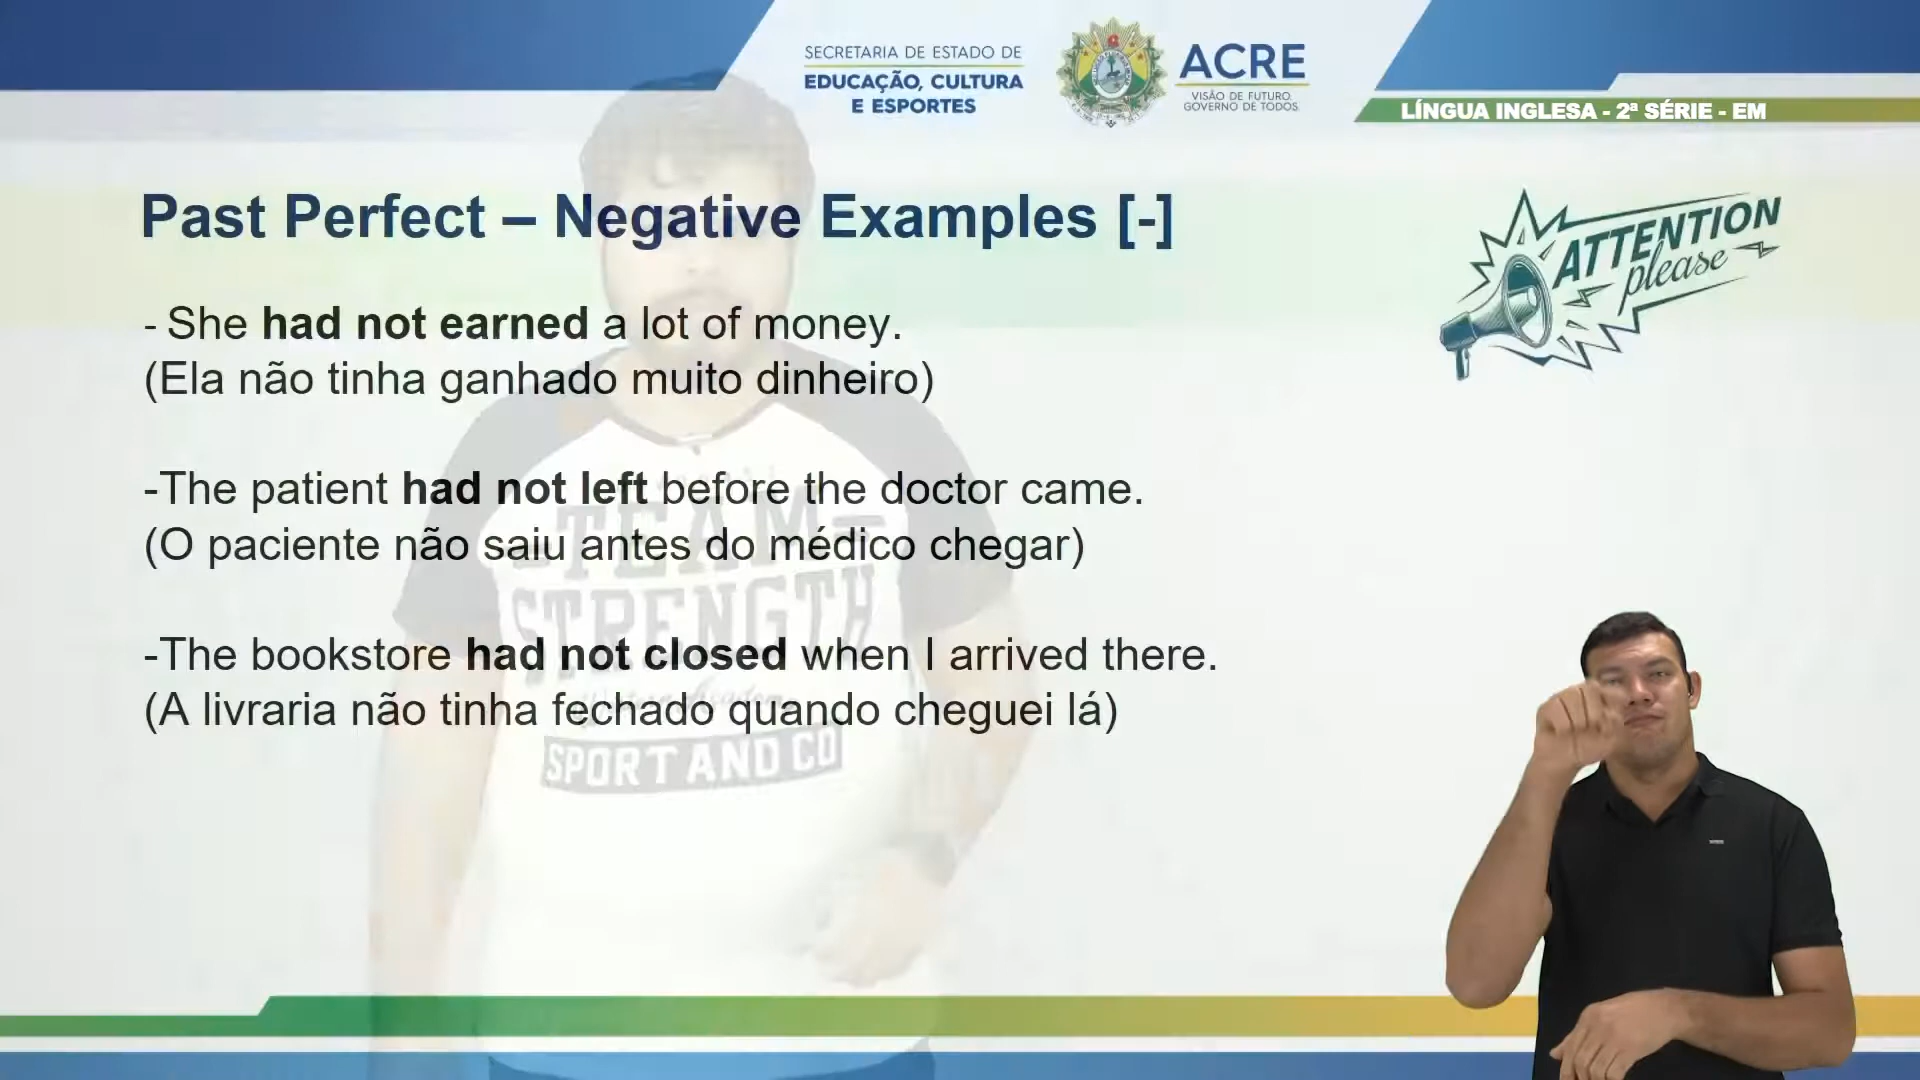 SECRETARIA DE ESTADO DE
EDUCAÇÃO, CULTURA
E ESPORTES
ACRE
VISÃO DE FUTURO.
GOVERNO DE TODOS.
LÍNGUA INGLESA - 2ª SÉRIE - EM
Past Perfect – Negative Examples [-]
ATTENTION
please
- She had not earned a lot of money.
(Ela não tinha ganhado muito dinheiro)
-The patient had not left before the doctor came.
(O paciente não saiu antes do médico chegar)
-The bookstore had not closed when I arrived there.
(A livraria não tinha fechado quando cheguei lá)
TEAM
STRENGTH
SPORT AND CO